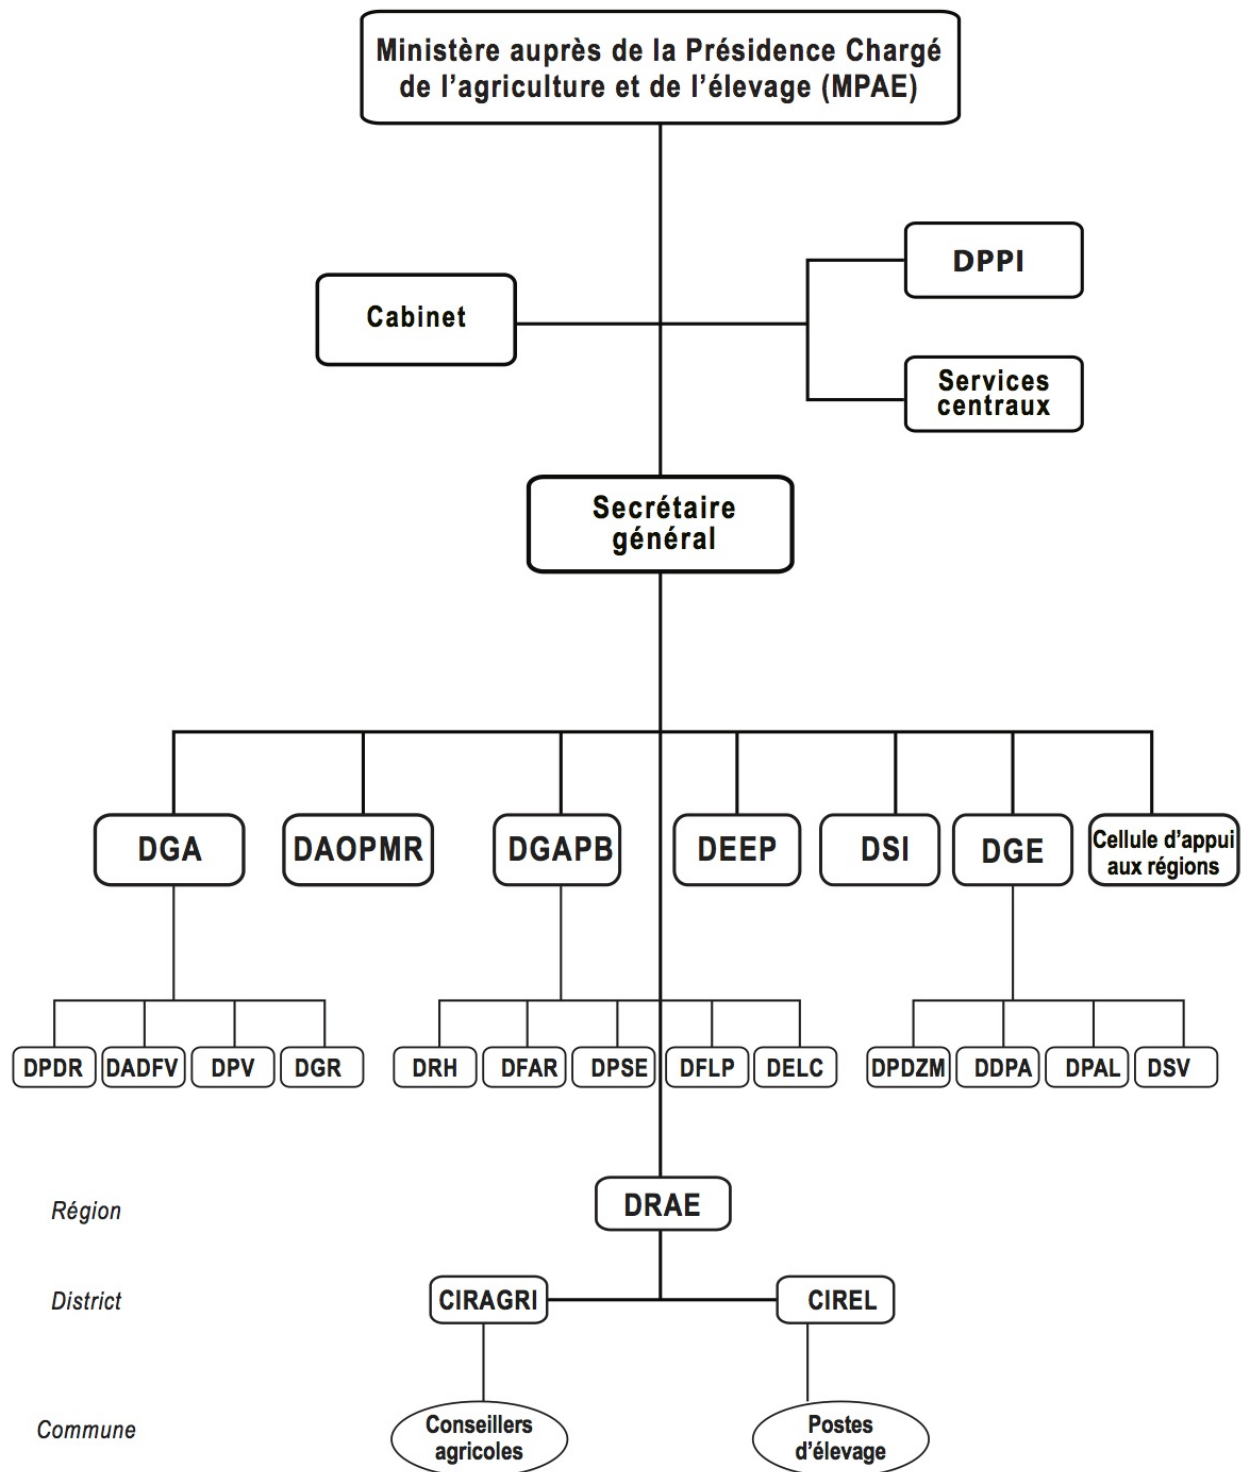 Ministère auprès de la Présidence Chargé
de l’agriculture et de l’élevage (MPAE)
DPPI
Cabinet
Services
centraux
Secrétaire
général
DGA
DAOPMR
DGAPB
DEEP
DSI
DGE
Cellule d’appui
aux régions
DPDR
DADFV
DPV
DGR
DRH
DFAR
DPSE
DFLP
DELC
DPDZM
DDPA
DPAL
DSV
Région
DRAE
District
CIRAGRI
CIREL
Commune
Conseillers
agricoles
Postes
d’élevage